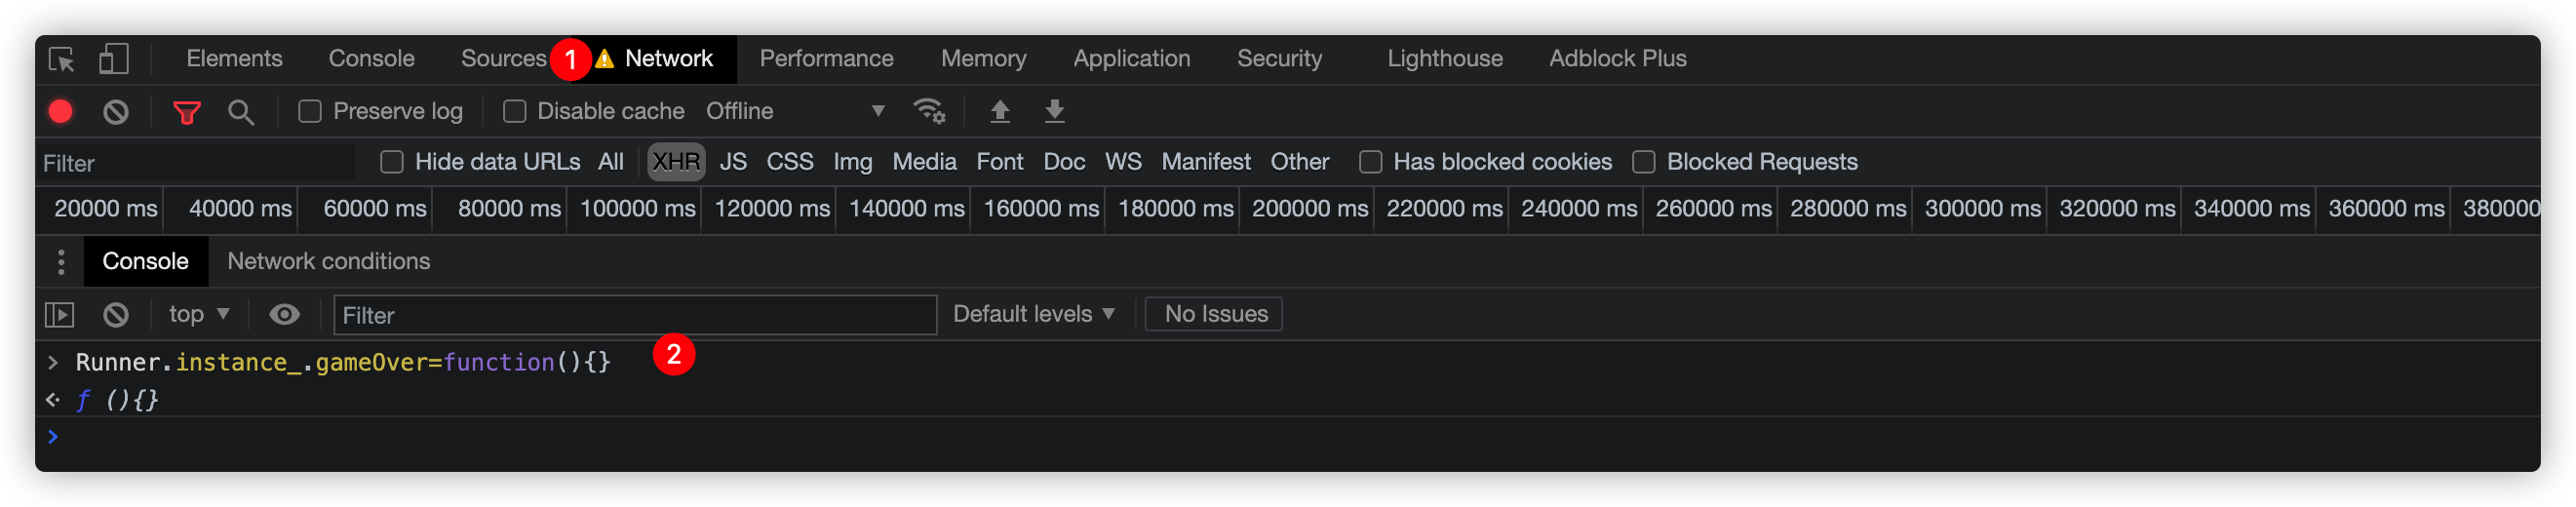 Elements Console Sources 1 Network Performance Memory Application Security Lighthouse Adblock Plus
Preserve log Disable cache Offline
Filter Hide data URLs All XHR JS CSS Img Media Font Doc WS Manifest Other Has blocked cookies Blocked Requests
20000 ms 40000 ms 60000 ms 80000 ms 100000 ms 120000 ms 140000 ms 160000 ms 180000 ms 200000 ms 220000 ms 240000 ms 260000 ms 280000 ms 300000 ms 320000 ms 340000 ms 360000 ms 380000
Console Network conditions
top Filter Default levels No Issues
> Runner.instance_.gameOver=function(){} 2
ƒ (){}
>